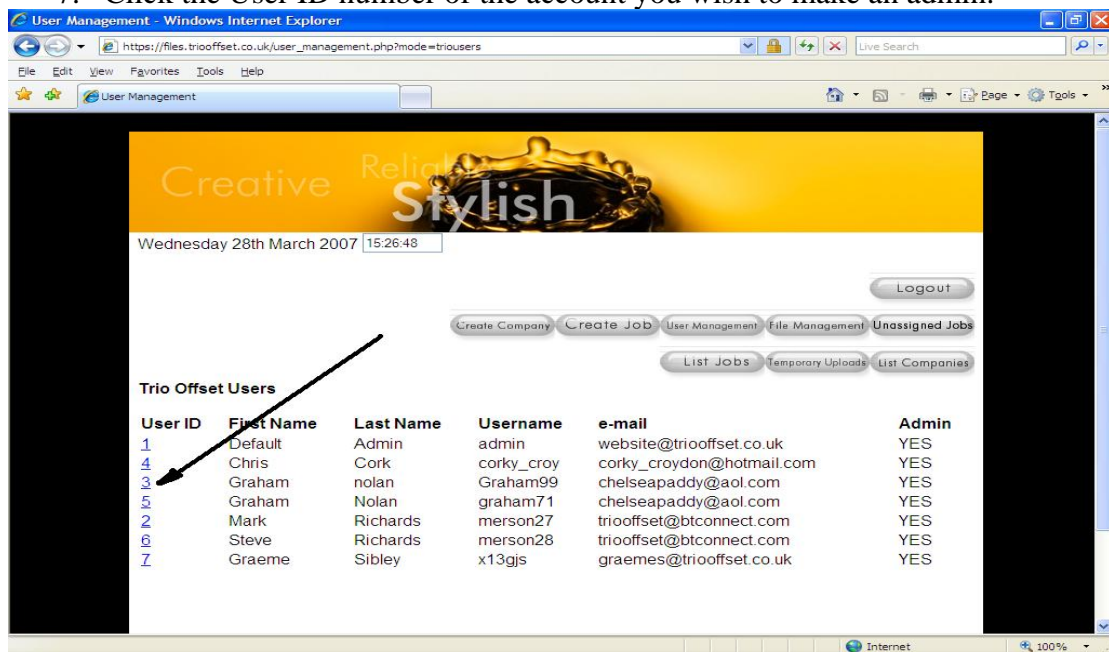 7. Click the User ID number of the account you wish to make an admin.
User Management - Windows Internet Explorer
https://files.triooffset.co.uk/user_management.php?mode=triousers
Live Search
File Edit View Favorites Tools Help
User Management
Page Tools
Creative Reliable Stylish
Wednesday 28th March 2007 15:26:48
Logout
Create Company Create Job User Management File Management Unassigned Jobs
List Jobs Temporary Uploads List Companies
Trio Offset Users
User ID First Name Last Name Username e-mail Admin
1 Default Admin admin website@triooffset.co.uk YES
4 Chris Cork corky_croy corky_croydon@hotmail.com YES
3 Graham nolan Graham99 chelseapaddy@aol.com YES
5 Graham Nolan graham71 chelseapaddy@aol.com YES
2 Mark Richards merson27 triooffset@btconnect.com YES
6 Steve Richards merson28 triooffset@btconnect.com YES
7 Graeme Sibley x13gjs graemes@triooffset.co.uk YES
Internet 100%